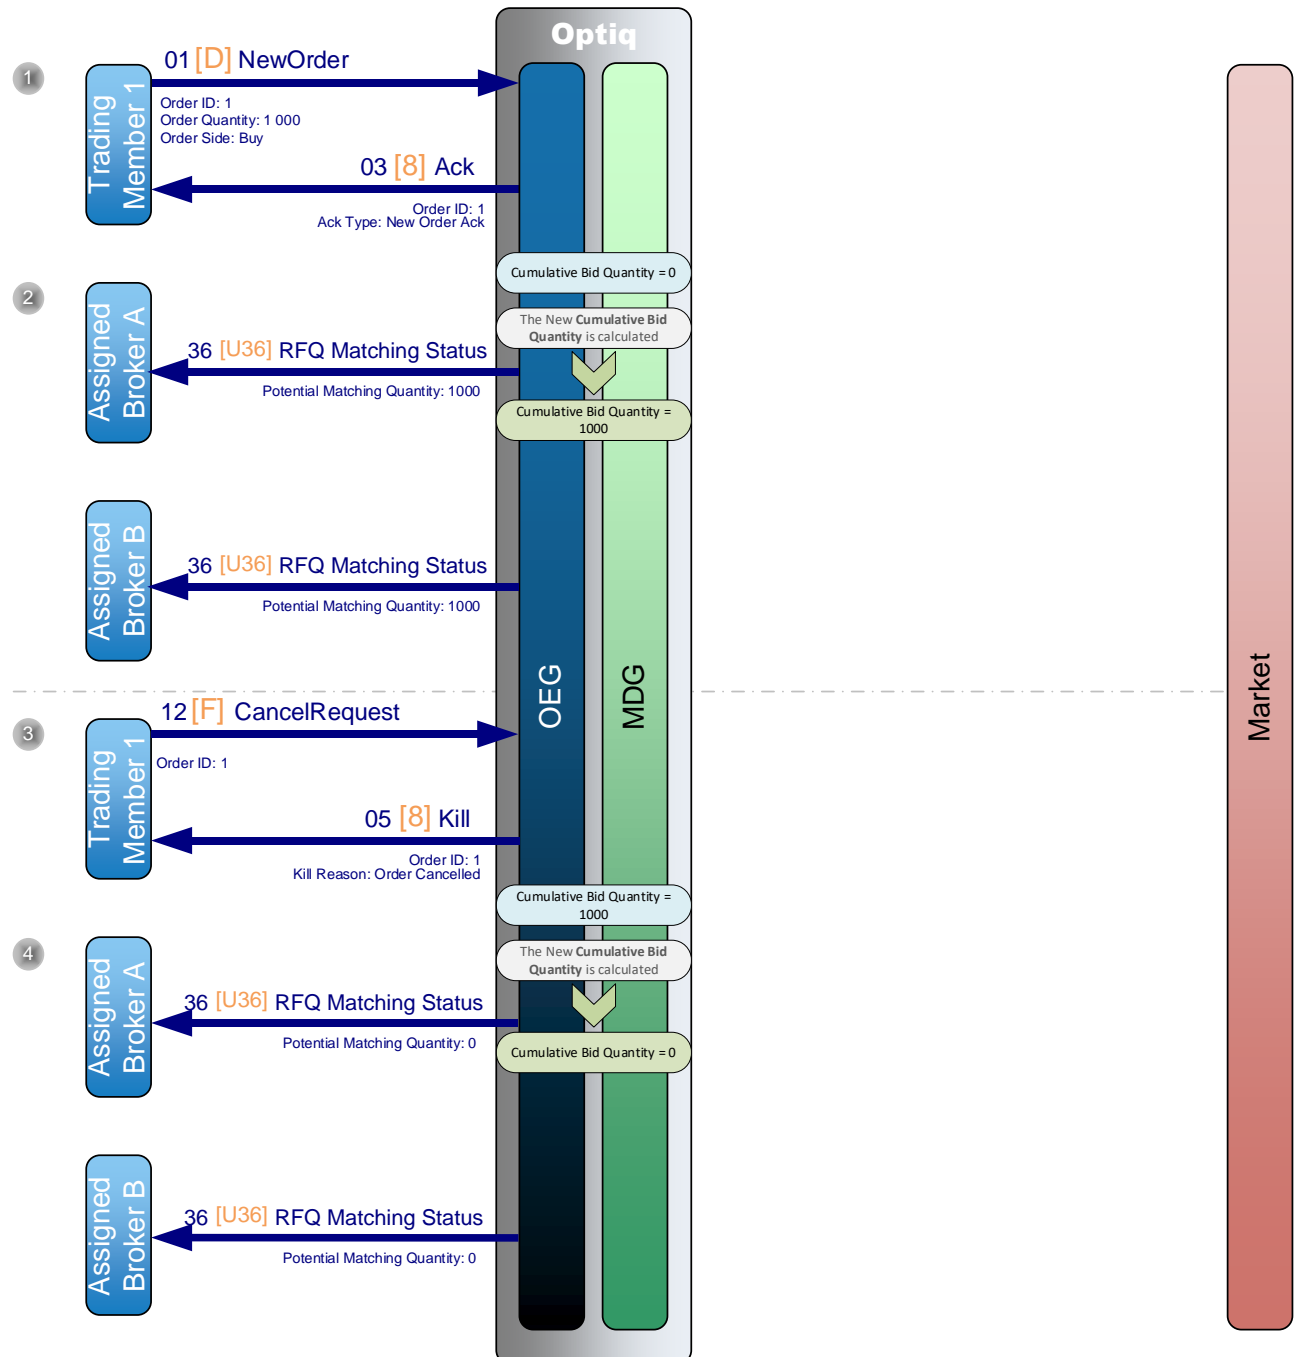 Optiq
1
Trading
Member 1
01 [D] NewOrder
Order ID: 1
Order Quantity: 1 000
Order Side: Buy
03 [8] Ack
Order ID: 1
Ack Type: New Order Ack
Cumulative Bid Quantity = 0
2
Assigned
Broker A
The New Cumulative Bid
Quantity is calculated
36 [U36] RFQ Matching Status
Potential Matching Quantity: 1000
Cumulative Bid Quantity =
1000
Assigned
Broker B
36 [U36] RFQ Matching Status
Potential Matching Quantity: 1000
OEG
MDG
Market
3
Trading
Member 1
12 [F] CancelRequest
Order ID: 1
05 [8] Kill
Order ID: 1
Kill Reason: Order Cancelled
Cumulative Bid Quantity =
1000
4
Assigned
Broker A
The New Cumulative Bid
Quantity is calculated
36 [U36] RFQ Matching Status
Potential Matching Quantity: 0
Cumulative Bid Quantity = 0
Assigned
Broker B
36 [U36] RFQ Matching Status
Potential Matching Quantity: 0